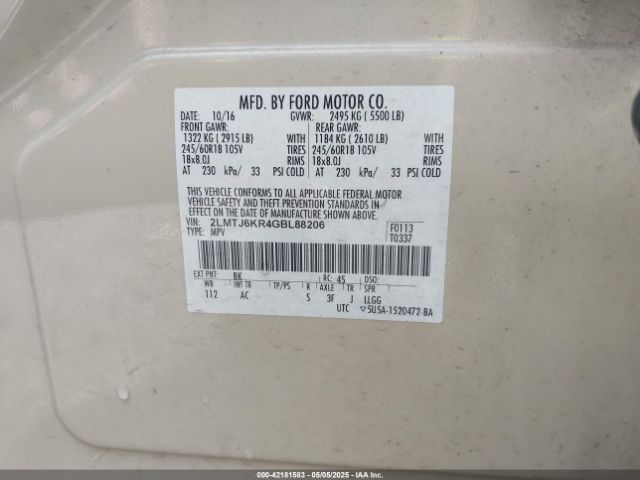 MFD. BY FORD MOTOR CO.
DATE: 10/16 GVWR: 2495 KG ( 5500 LB)
FRONT GAWR: REAR GAWR:
1322 KG ( 2915 LB) WITH 1184 KG ( 2610 LB) WITH
245/60R18 105V TIRES 245/60R18 105V TIRES
18x8.0J RIMS 18x8.0J RIMS
AT 230 kPa/ 33 PSI COLD AT 230 kPa/ 33 PSI COLD
THIS VEHICLE CONFORMS TO ALL APPLICABLE FEDERAL MOTOR
VEHICLE SAFETY AND THEFT PREVENTION STANDARDS IN
EFFECT ON THE DATE OF MANUFACTURE SHOWN ABOVE.
VIN: 2LMTJ6KR4GBL88206 F0113
TYPE: MPV T0337
EXT PNT: BK RC: 45 DSO:
WB INT TR TP/PS R AXLE TR SPR
112 AC S 3F J LLGG
UTC ▽5U5A-1520472-BA
000-42181583 - 05/05/2025 - IAAI.COM